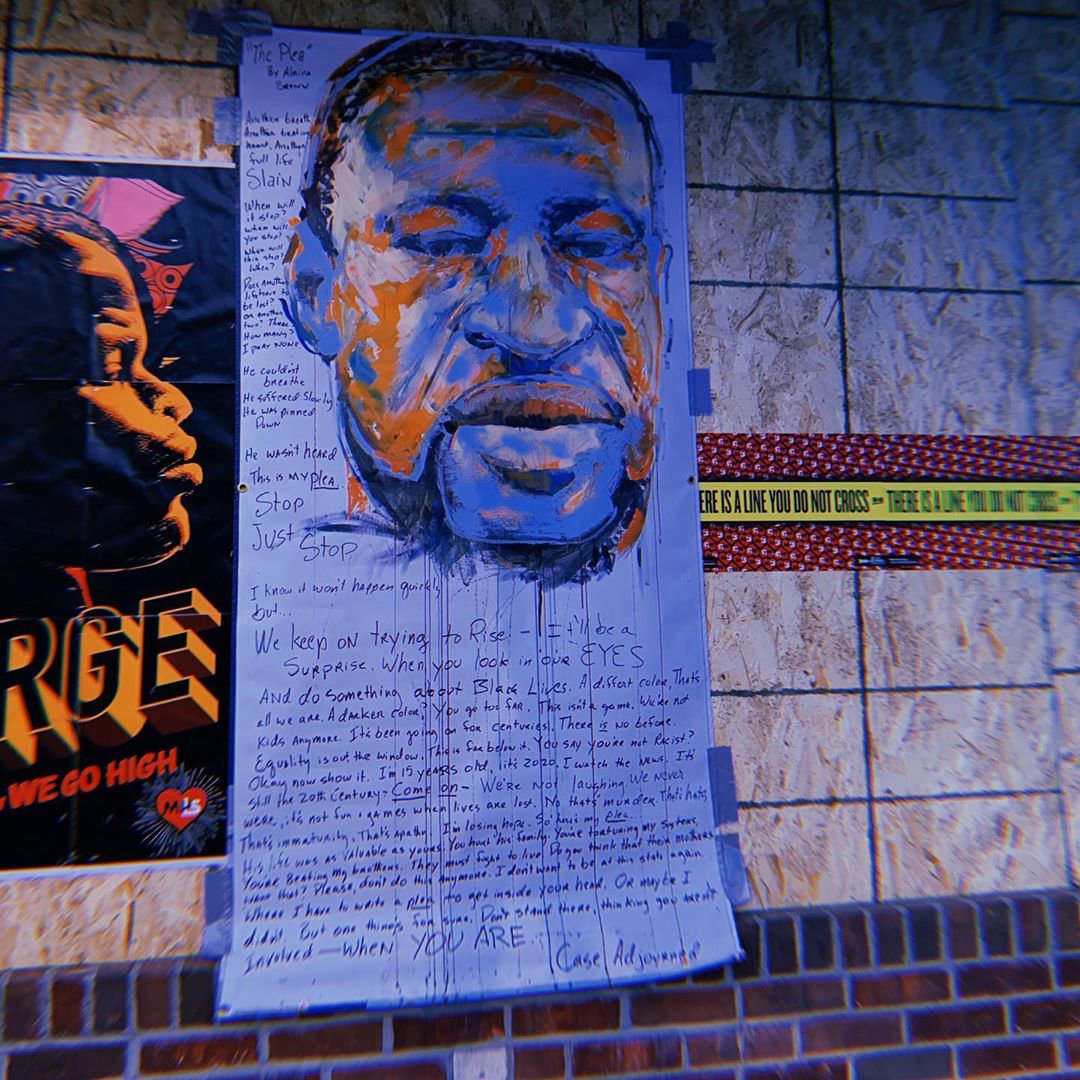 "The Plea"
By Alaina
Brown
Another breath
Another beating
heart. Another
full life
Slain
When will
it stop?
when will
you stop?
When will
this stop?
When?
Does Another
life have to
be lost?
or another
two? Three?
How many?
I pray NONE
He couldn't
breathe
He suffered Slowly
He was pinned
Down
He wasn't heard
This is my plea.
Stop
Just
Stop
I know it won't happen quickly
but...
We keep on trying to Rise - It'll be a
Surprise. When you look in our EYES
And do something about Black Lives. A differt color, That's
all we are. A darker color? You go too far. This isn't a game. We're not
Kids Anymore. It's been going on for centuries. There is no before.
Equality is out the window. This is far below it. You say you're not Racist?
Okay now show it. I'm 15 years old, it's 2020, I watch the news. It's
still the 20th Century - Come on - We're not laughing. We never
were, it's not fun + games when lives are lost. No that's murder. That's hate,
That's immaturity, That's Apathy. I'm losing hope. So here's my plea...
His life was as valuable as yours. You hurt his family. You're torturing my Sisters,
You're Beating my brothers. They must fight to live. Do you think that their mothers
want that? Please, don't do this anymore. I don't want to be at this state again
Where I have to write a plea to get inside your head. Or maybe I
didn't. But one thing's for sure. Don't stand there, thinking you aren't
Involved - When YOU ARE...
Case Adjourned
RGE
WE GO HIGH
MLS
ERE IS A LINE YOU DO NOT CROSS THERE IS A LINE YOU DO NOT CROSS